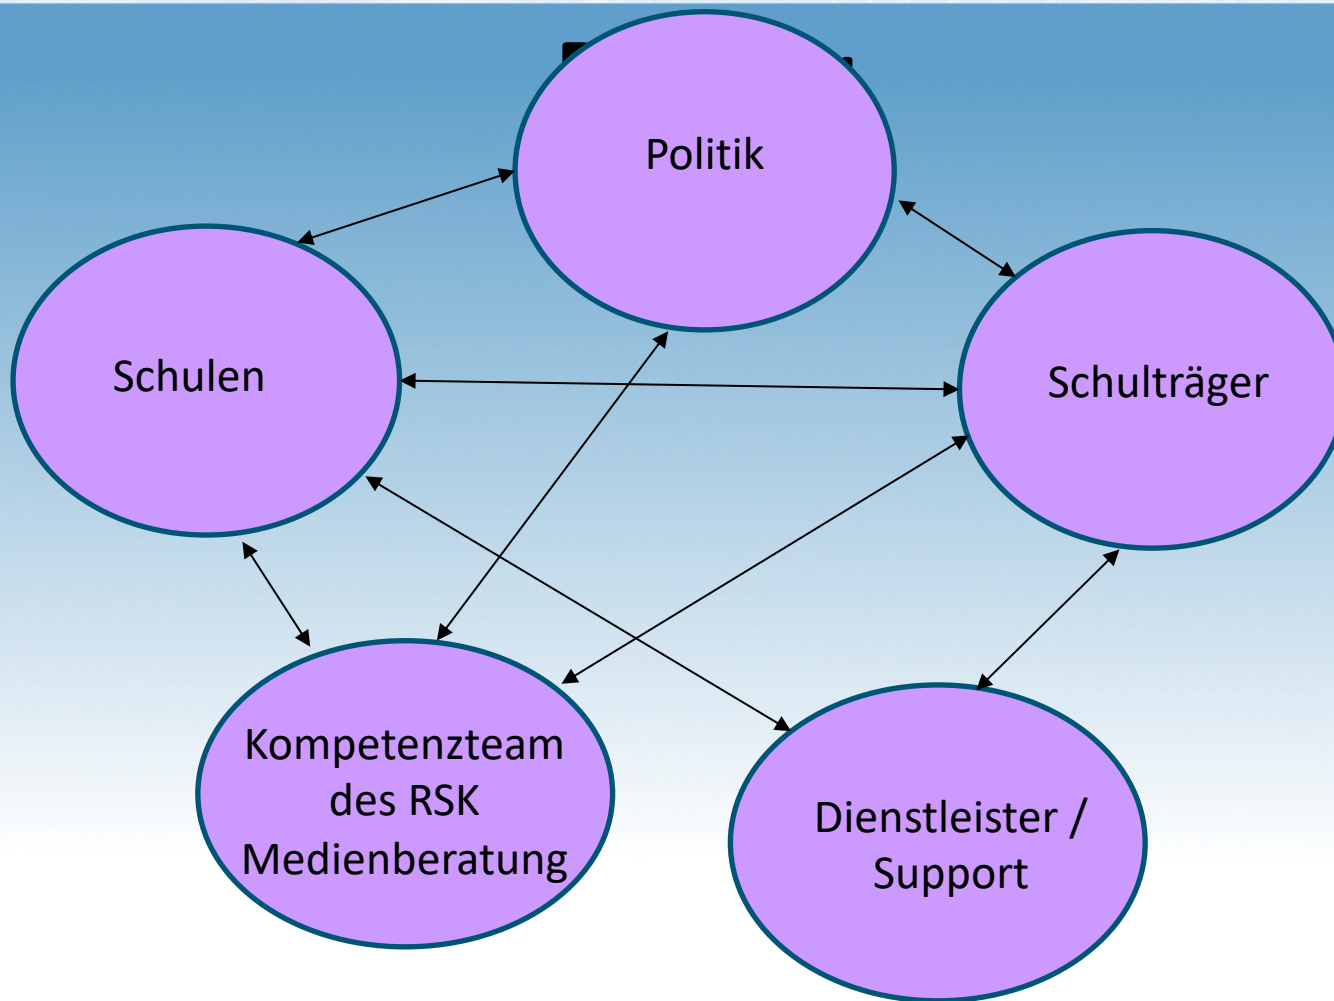 Politik
Schulen
Schulträger
Kompetenzteam
des RSK
Medienberatung
Dienstleister /
Support